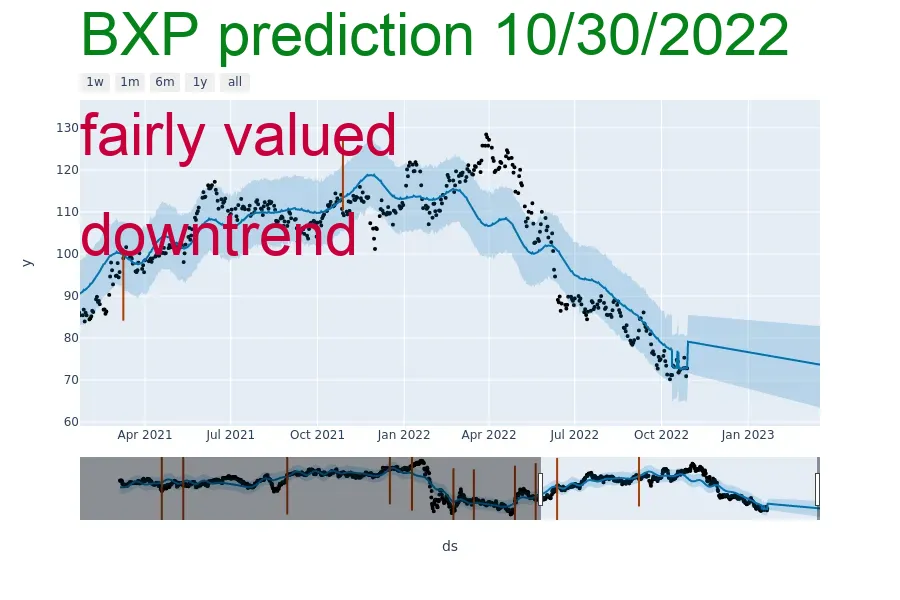 BXP prediction 10/30/2022
1w 1m 6m 1y all
fairly valued
downtrend
130
120
110
100
90
80
70
60
y
Apr 2021 Jul 2021 Oct 2021 Jan 2022 Apr 2022 Jul 2022 Oct 2022 Jan 2023
ds